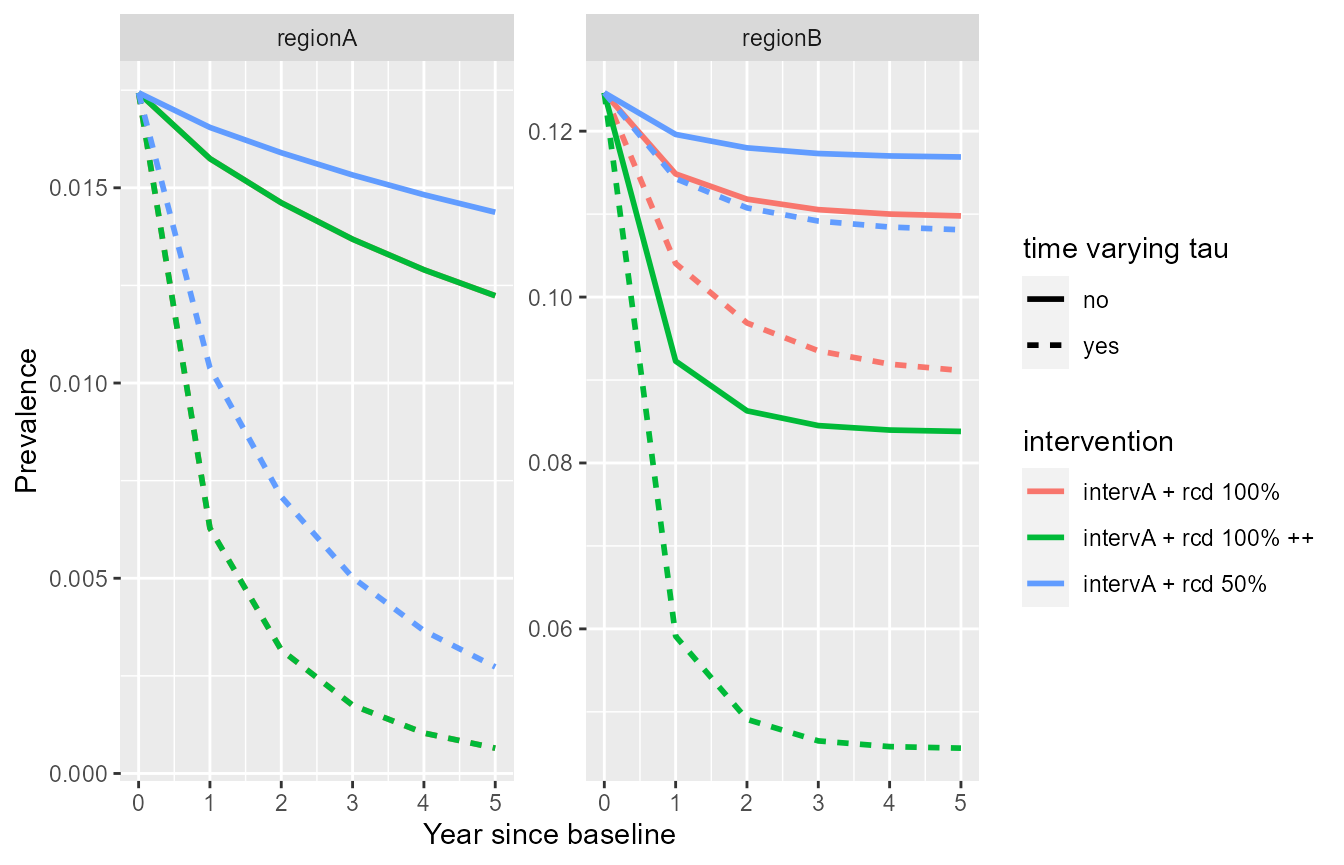 regionA
regionB
0.015
0.010
0.005
0.000
0.12
0.10
0.08
0.06
0 1 2 3 4 5
0 1 2 3 4 5
Prevalence
Year since baseline
time varying tau
no
yes
intervention
intervA + rcd 100%
intervA + rcd 100% ++
intervA + rcd 50%